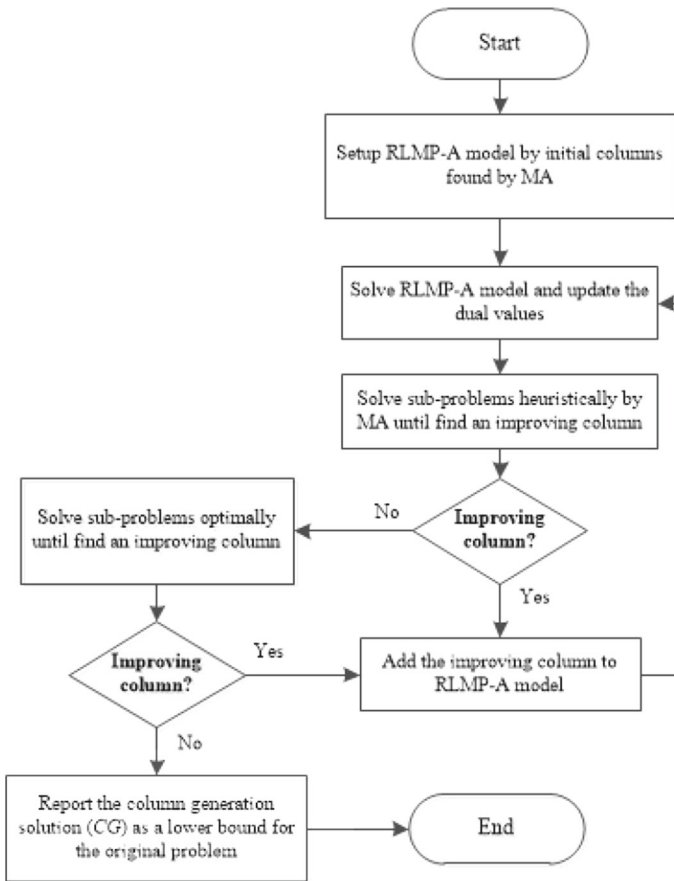 Start
Setup RLMP-A model by initial columns
found by MA
Solve RLMP-A model and update the
dual values
Solve sub-problems heuristically by
MA until find an improving column
Improving
column?
No
Yes
Solve sub-problems optimally
until find an improving column
Improving
column?
Yes
No
Add the improving column to
RLMP-A model
Report the column generation
solution (CG) as a lower bound for
the original problem
End